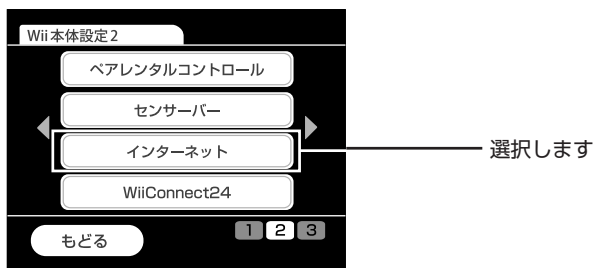 Wii本体設定2
ペアレンタルコントロール
センサーバー
インターネット
選択します
WiiConnect24
もどる
1 2 3